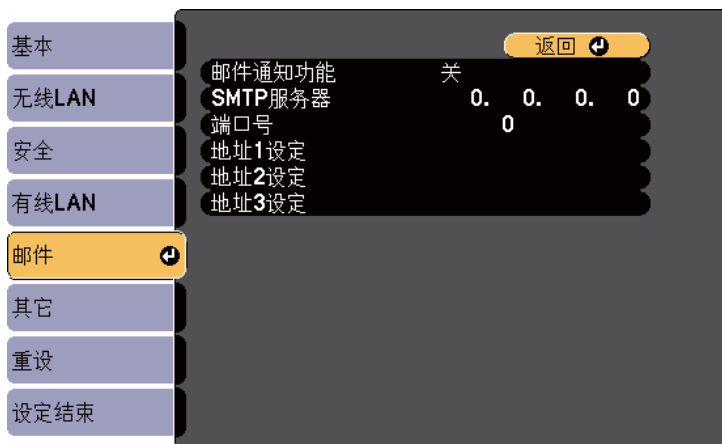 基本
无线LAN
安全
有线LAN
邮件
其它
重设
设定结束
返回
邮件通知功能 关
SMTP服务器 0. 0. 0. 0
端口号 0
地址1设定
地址2设定
地址3设定